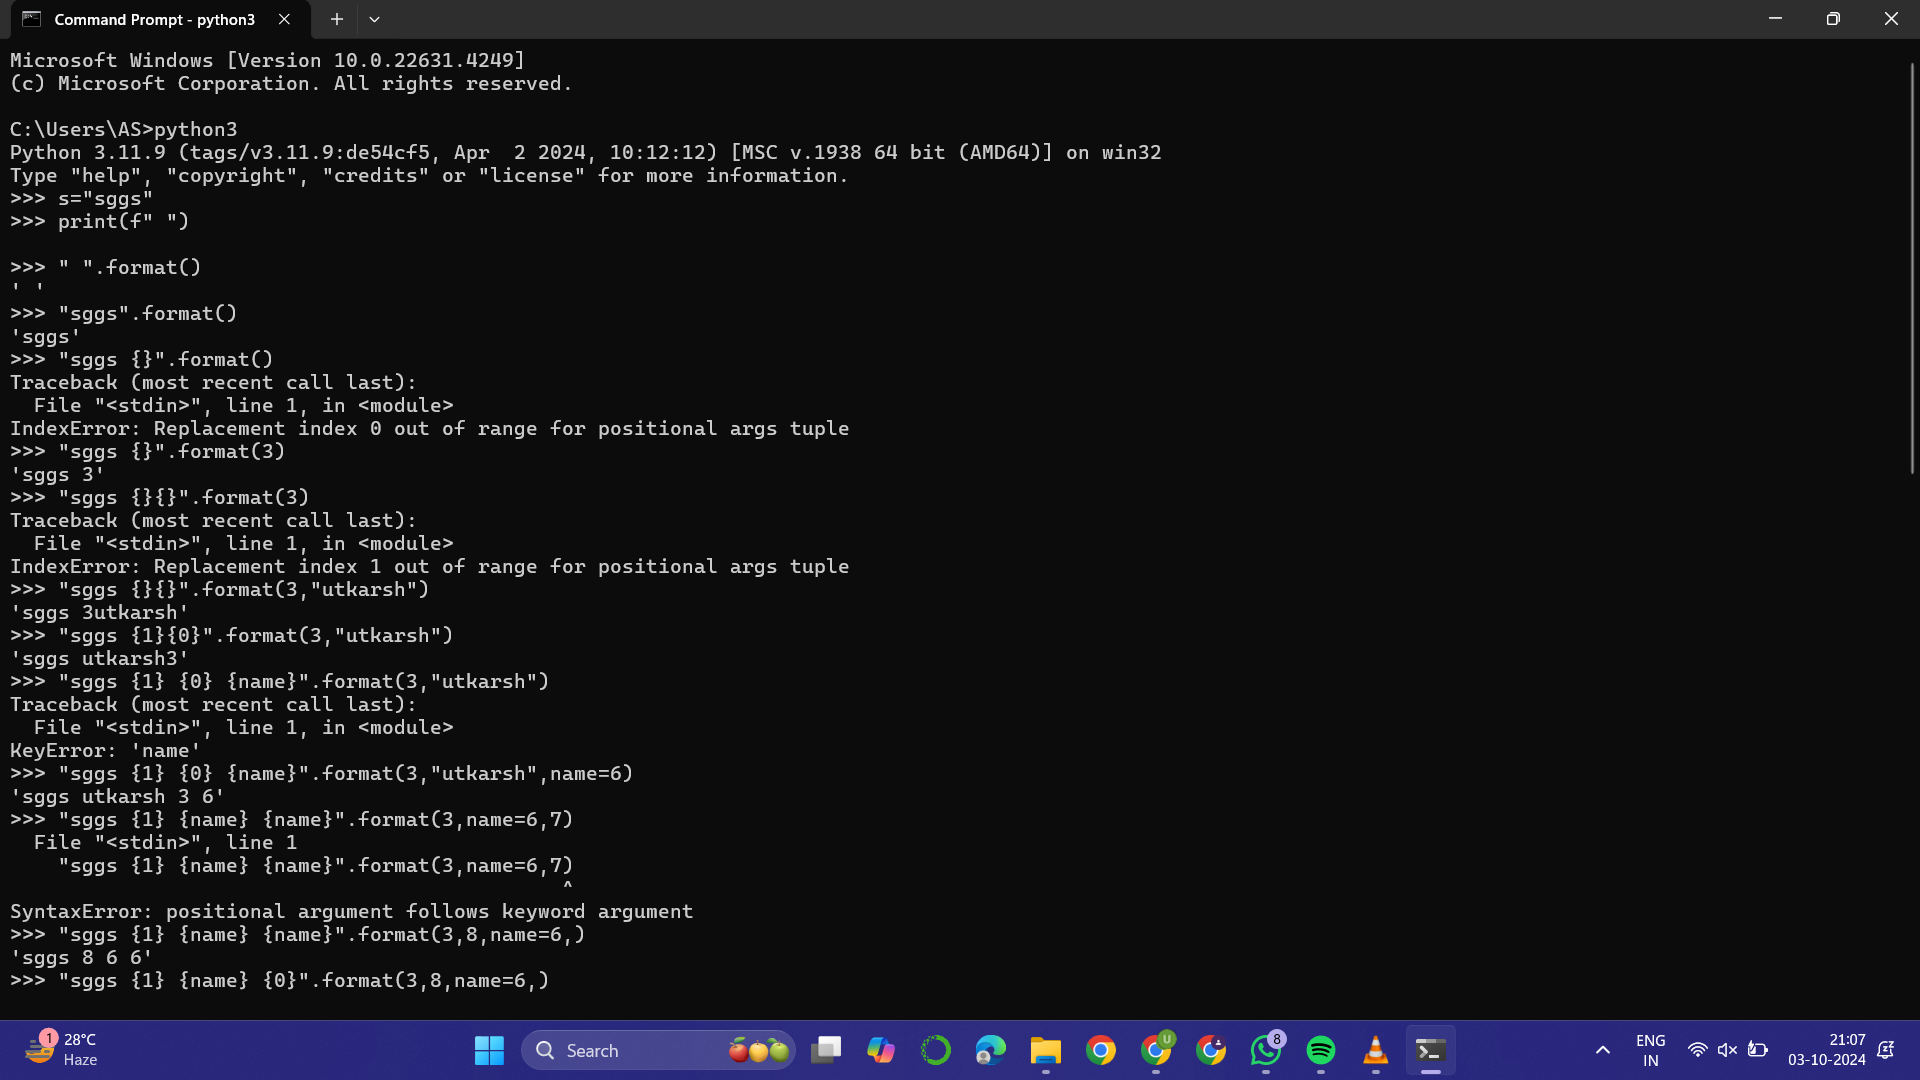 Command Prompt - python3
Microsoft Windows [Version 10.0.22631.4249]
(c) Microsoft Corporation. All rights reserved.
C:\Users\AS>python3
Python 3.11.9 (tags/v3.11.9:de54cf5, Apr  2 2024, 10:12:12) [MSC v.1938 64 bit (AMD64)] on win32
Type "help", "copyright", "credits" or "license" for more information.
>>> s="sggs"
>>> print(f" ")
>>> " ".format()
' '
>>> "sggs".format()
'sggs'
>>> "sggs {}".format()
Traceback (most recent call last):
  File "<stdin>", line 1, in <module>
IndexError: Replacement index 0 out of range for positional args tuple
>>> "sggs {}".format(3)
'sggs 3'
>>> "sggs {}{}".format(3)
Traceback (most recent call last):
  File "<stdin>", line 1, in <module>
IndexError: Replacement index 1 out of range for positional args tuple
>>> "sggs {}{}".format(3,"utkarsh")
'sggs 3utkarsh'
>>> "sggs {1}{0}".format(3,"utkarsh")
'sggs utkarsh3'
>>> "sggs {1} {0} {name}".format(3,"utkarsh")
Traceback (most recent call last):
  File "<stdin>", line 1, in <module>
KeyError: 'name'
>>> "sggs {1} {0} {name}".format(3,"utkarsh",name=6)
'sggs utkarsh 3 6'
>>> "sggs {1} {name} {name}".format(3,name=6,7)
  File "<stdin>", line 1
    "sggs {1} {name} {name}".format(3,name=6,7)
                                              ^
SyntaxError: positional argument follows keyword argument
>>> "sggs {1} {name} {name}".format(3,8,name=6,)
'sggs 8 6 6'
>>> "sggs {1} {name} {0}".format(3,8,name=6,)
1
28°C
Haze
Search
U
8
ENG
IN
21:07
03-10-2024